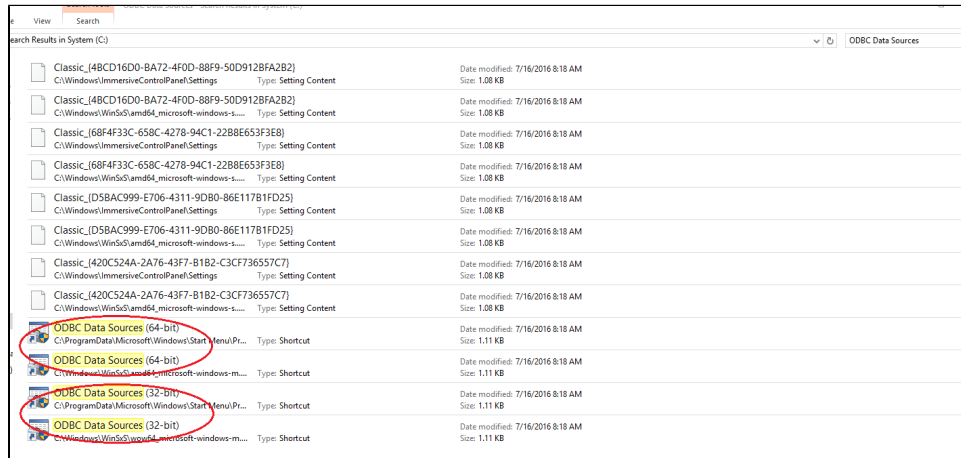 View Search
earch Results in System (C:)
ODBC Data Sources
Classic_{4BCD16D0-BA72-4F0D-88F9-50D912BFA2B2}
Date modified: 7/16/2016 8:18 AM
C:\Windows\ImmersiveControlPanel\Settings Type: Setting Content
Size: 1.08 KB
Classic_{4BCD16D0-BA72-4F0D-88F9-50D912BFA2B2}
Date modified: 7/16/2016 8:18 AM
C:\Windows\WinSxS\amd64_microsoft-windows-s..... Type: Setting Content
Size: 1.08 KB
Classic_{68F4F33C-658C-4278-94C1-22B8E653F3E8}
Date modified: 7/16/2016 8:18 AM
C:\Windows\ImmersiveControlPanel\Settings Type: Setting Content
Size: 1.08 KB
Classic_{68F4F33C-658C-4278-94C1-22B8E653F3E8}
Date modified: 7/16/2016 8:18 AM
C:\Windows\WinSxS\amd64_microsoft-windows-s..... Type: Setting Content
Size: 1.08 KB
Classic_{D5BAC999-E706-4311-9DB0-86E117B1FD25}
Date modified: 7/16/2016 8:18 AM
C:\Windows\ImmersiveControlPanel\Settings Type: Setting Content
Size: 1.08 KB
Classic_{D5BAC999-E706-4311-9DB0-86E117B1FD25}
Date modified: 7/16/2016 8:18 AM
C:\Windows\WinSxS\amd64_microsoft-windows-s..... Type: Setting Content
Size: 1.08 KB
Classic_{420C524A-2A76-43F7-B1B2-C3CF736557C7}
Date modified: 7/16/2016 8:18 AM
C:\Windows\ImmersiveControlPanel\Settings Type: Setting Content
Size: 1.08 KB
Classic_{420C524A-2A76-43F7-B1B2-C3CF736557C7}
Date modified: 7/16/2016 8:18 AM
C:\Windows\WinSxS\amd64_microsoft-windows-s..... Type: Setting Content
Size: 1.08 KB
ODBC Data Sources (64-bit)
Date modified: 7/16/2016 8:18 AM
C:\ProgramData\Microsoft\Windows\Start Menu\Pr... Type: Shortcut
Size: 1.11 KB
ODBC Data Sources (64-bit)
Date modified: 7/16/2016 8:18 AM
C:\Windows\WinSxS\amd64_microsoft-windows-m.... Type: Shortcut
Size: 1.11 KB
ODBC Data Sources (32-bit)
Date modified: 7/16/2016 8:18 AM
C:\ProgramData\Microsoft\Windows\Start Menu\Pr... Type: Shortcut
Size: 1.11 KB
ODBC Data Sources (32-bit)
Date modified: 7/16/2016 8:18 AM
C:\Windows\WinSxS\wow64_microsoft-windows-m.... Type: Shortcut
Size: 1.11 KB